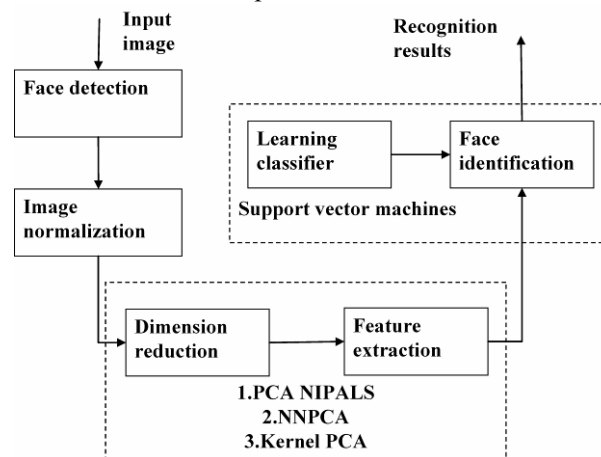 Input
image
Face detection
Image
normalization
Dimension
reduction
Feature
extraction
1.PCA NIPALS
2.NNPCA
3.Kernel PCA
Learning
classifier
Face
identification
Support vector machines
Recognition
results